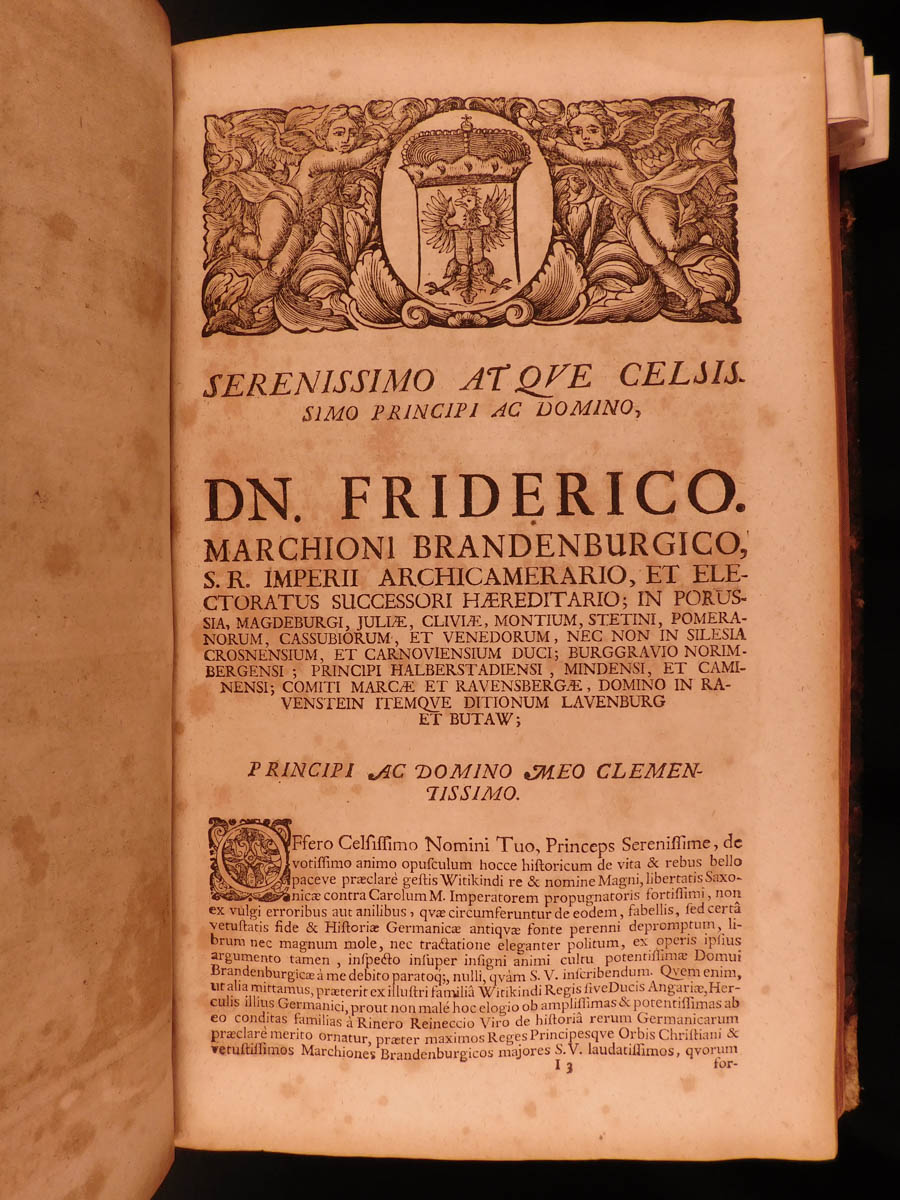 SERENISSIMO ATQVE CELSIS-
SIMO PRINCIPI AC DOMINO,
DN. FRIDERICO.
MARCHIONI BRANDENBURGICO,
S. R. IMPERII ARCHICAMERARIO, ET ELE-
CTORATUS SUCCESSORI HÆREDITARIO; IN PORUS-
SIA, MAGDEBURGI, JULIÆ, CLIVIÆ, MONTIUM, STETINI, POMERA-
NORUM, CASSUBIORUM, ET VENEDORUM, NEC NON IN SILESIA
CROSNENSIUM, ET CARNOVIENSIUM DUCI; BURGGRAVIO NORIM-
BERGENSI; PRINCIPI HALBERSTADIENSI, MINDENSI, ET CAMI-
NENSI; COMITI MARCÆ ET RAVENSBERGÆ, DOMINO IN RA-
VENSTEIN ITEMQVE DITIONUM LAVENBURG
ET BUTAW;
PRINCIPI AC DOMINO MEO CLEMEN-
TISSIMO.
OFfero Celsissimo Nomini Tuo, Princeps Serenissime, de
votissimo animo opusculum hocce historicum de vita & rebus bello
paceve præclarè gestis Witikindi re & nomine Magni, libertatis Saxo-
nicæ contra Carolum M. Imperatorem propugnatoris fortissimi, non
ex vulgi erroribus aut anilibus, qvæ circumferuntur de eodem, fabellis, sed certâ
vetustatis fide & Historiæ Germanicæ antiqvæ fonte perenni depromptum, li-
brum nec magnum mole, nec tractatione eleganter politum, ex operis ipsius
argumento tamen, inspecto insuper insigni animi cultu potentissimæ Domui
Brandenburgicæ à me debito paratoq;, nulli, qvàm S. V. inscribendum. Qvem enim,
ut alia mittamus, præterit ex illustri familiâ Witikindi Regis sive Ducis Angariæ, Her-
culis illius Germanici, prout non malè hoc elogio ob amplissimas & potentissimas ab
eo conditas familias à Rinero Reineccio Viro de historiâ rerum Germanicarum
præclarè merito ornatur, præter maximos Reges Principesqve Orbis Christiani &
vetustissimos Marchiones Brandenburgicos majores S.V. laudatissimos, qvorum
I 3 for-